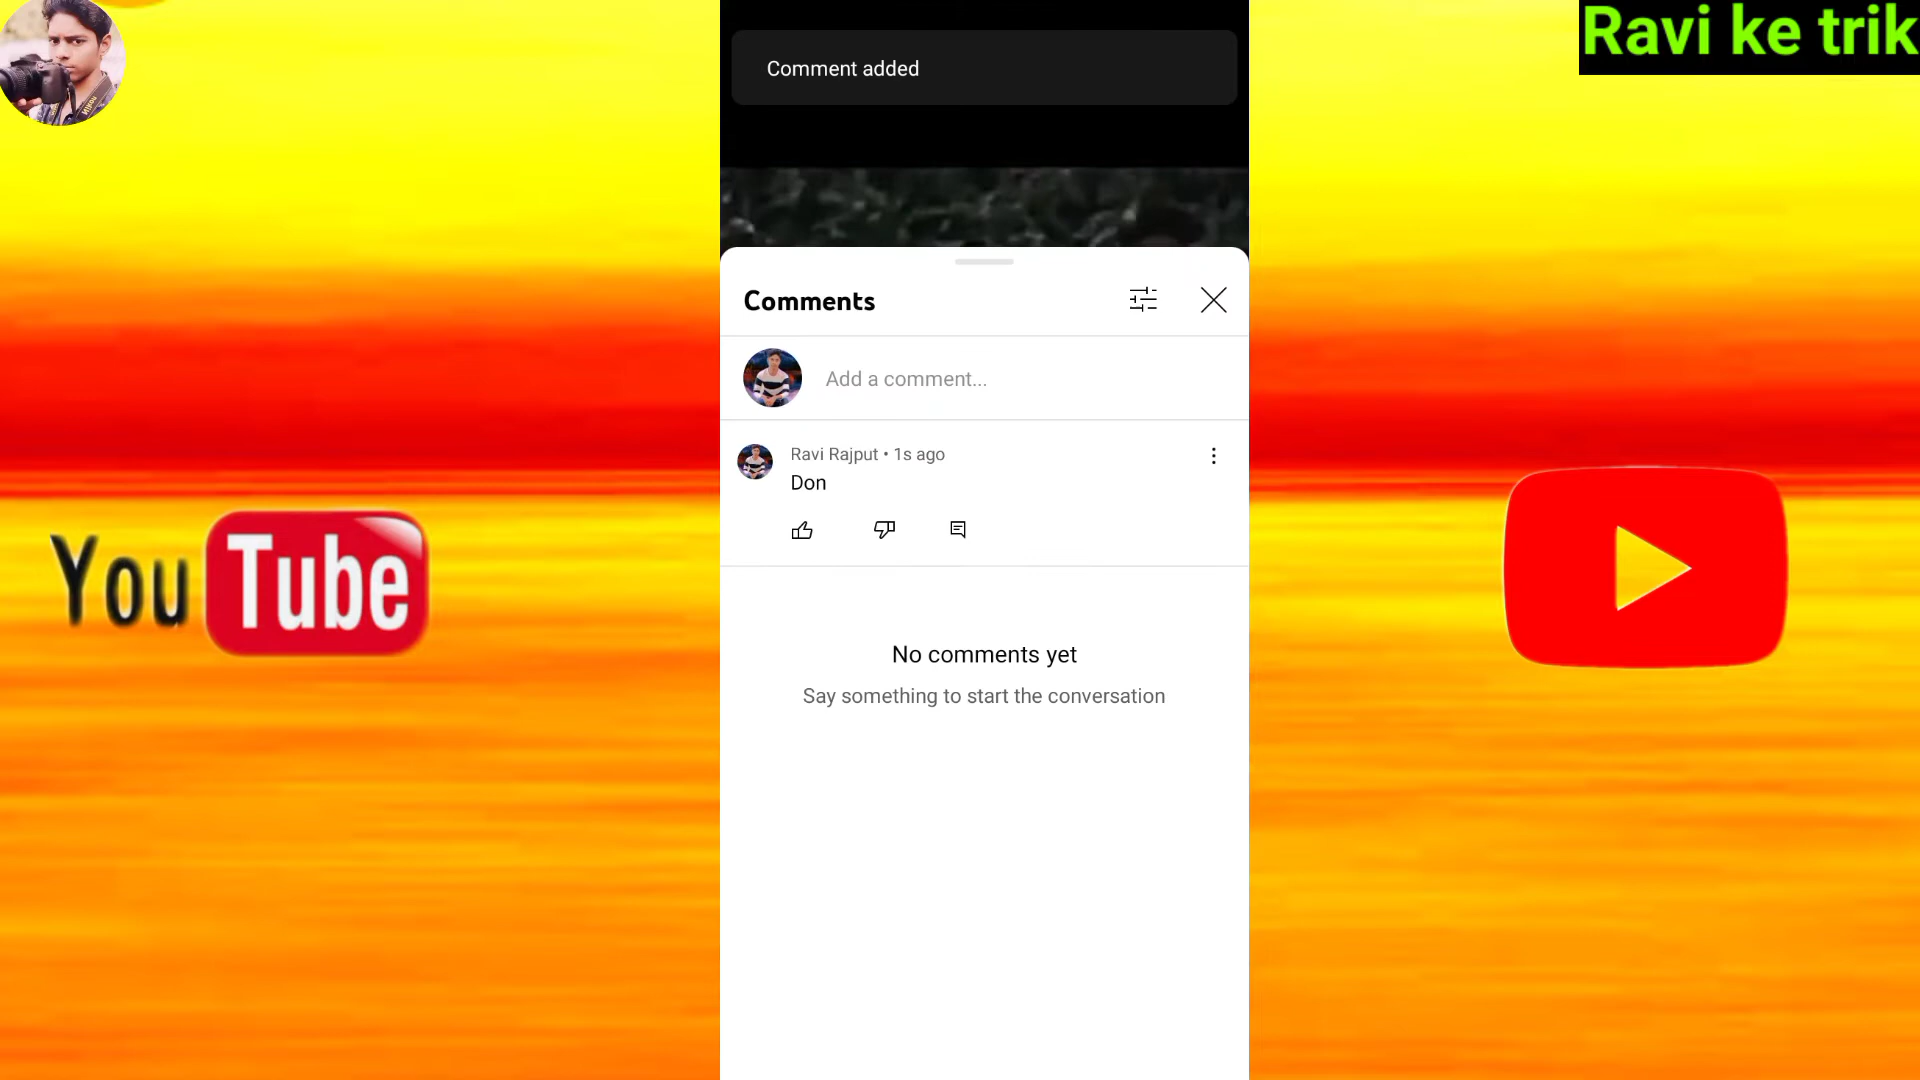 Ravi ke trik
Comment added
Comments
Add a comment...
Ravi Rajput • 1s ago
Don
You Tube
No comments yet
Say something to start the conversation